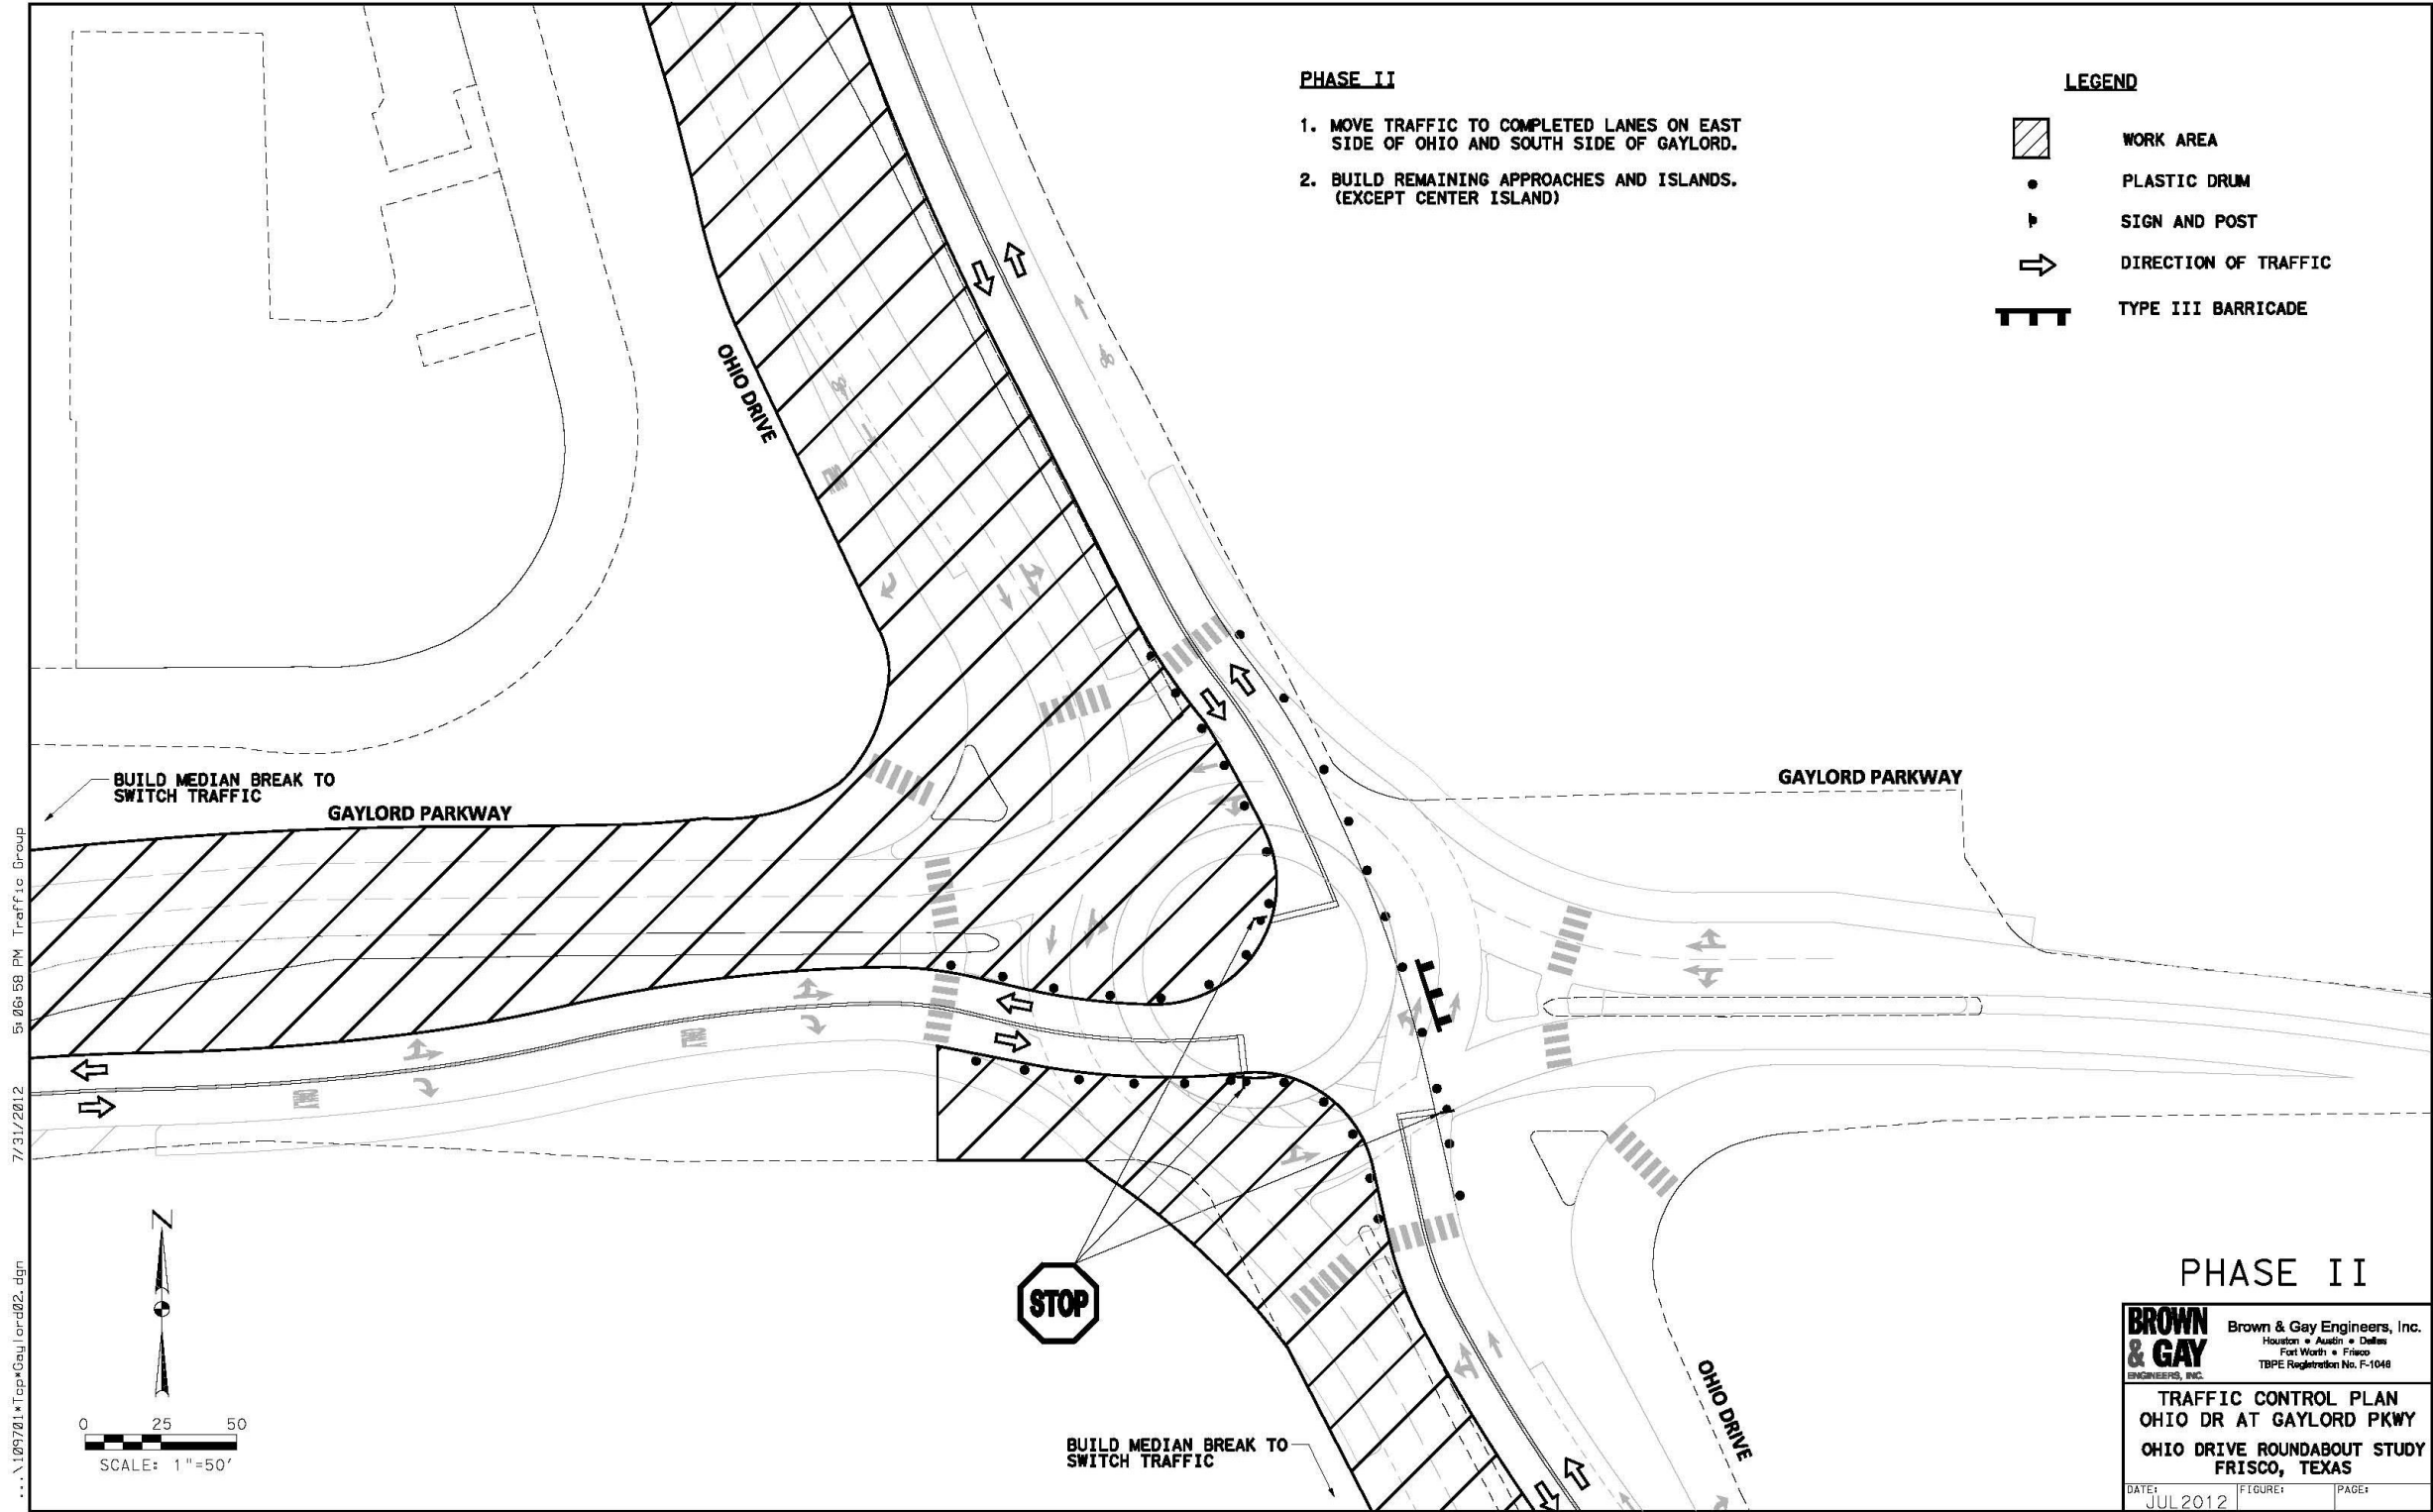 PHASE II
1. MOVE TRAFFIC TO COMPLETED LANES ON EAST
SIDE OF OHIO AND SOUTH SIDE OF GAYLORD.
2. BUILD REMAINING APPROACHES AND ISLANDS.
(EXCEPT CENTER ISLAND)
LEGEND
WORK AREA
PLASTIC DRUM
SIGN AND POST
DIRECTION OF TRAFFIC
TYPE III BARRICADE
OHIO DRIVE
BUILD MEDIAN BREAK TO
SWITCH TRAFFIC
GAYLORD PARKWAY
GAYLORD PARKWAY
STOP
OHIO DRIVE
BUILD MEDIAN BREAK TO
SWITCH TRAFFIC
N
0 25 50
SCALE: 1"=50'
...\109701*Tcp*Gaylord02.dgn 7/31/2012 5:06:58 PM Traffic Group
PHASE II
BROWN
& GAY
ENGINEERS, INC.
Brown & Gay Engineers, Inc.
Houston • Austin • Dallas
Fort Worth • Frisco
TBPE Registration No. F-1046
TRAFFIC CONTROL PLAN
OHIO DR AT GAYLORD PKWY
OHIO DRIVE ROUNDABOUT STUDY
FRISCO, TEXAS
DATE: JUL2012 FIGURE: PAGE: